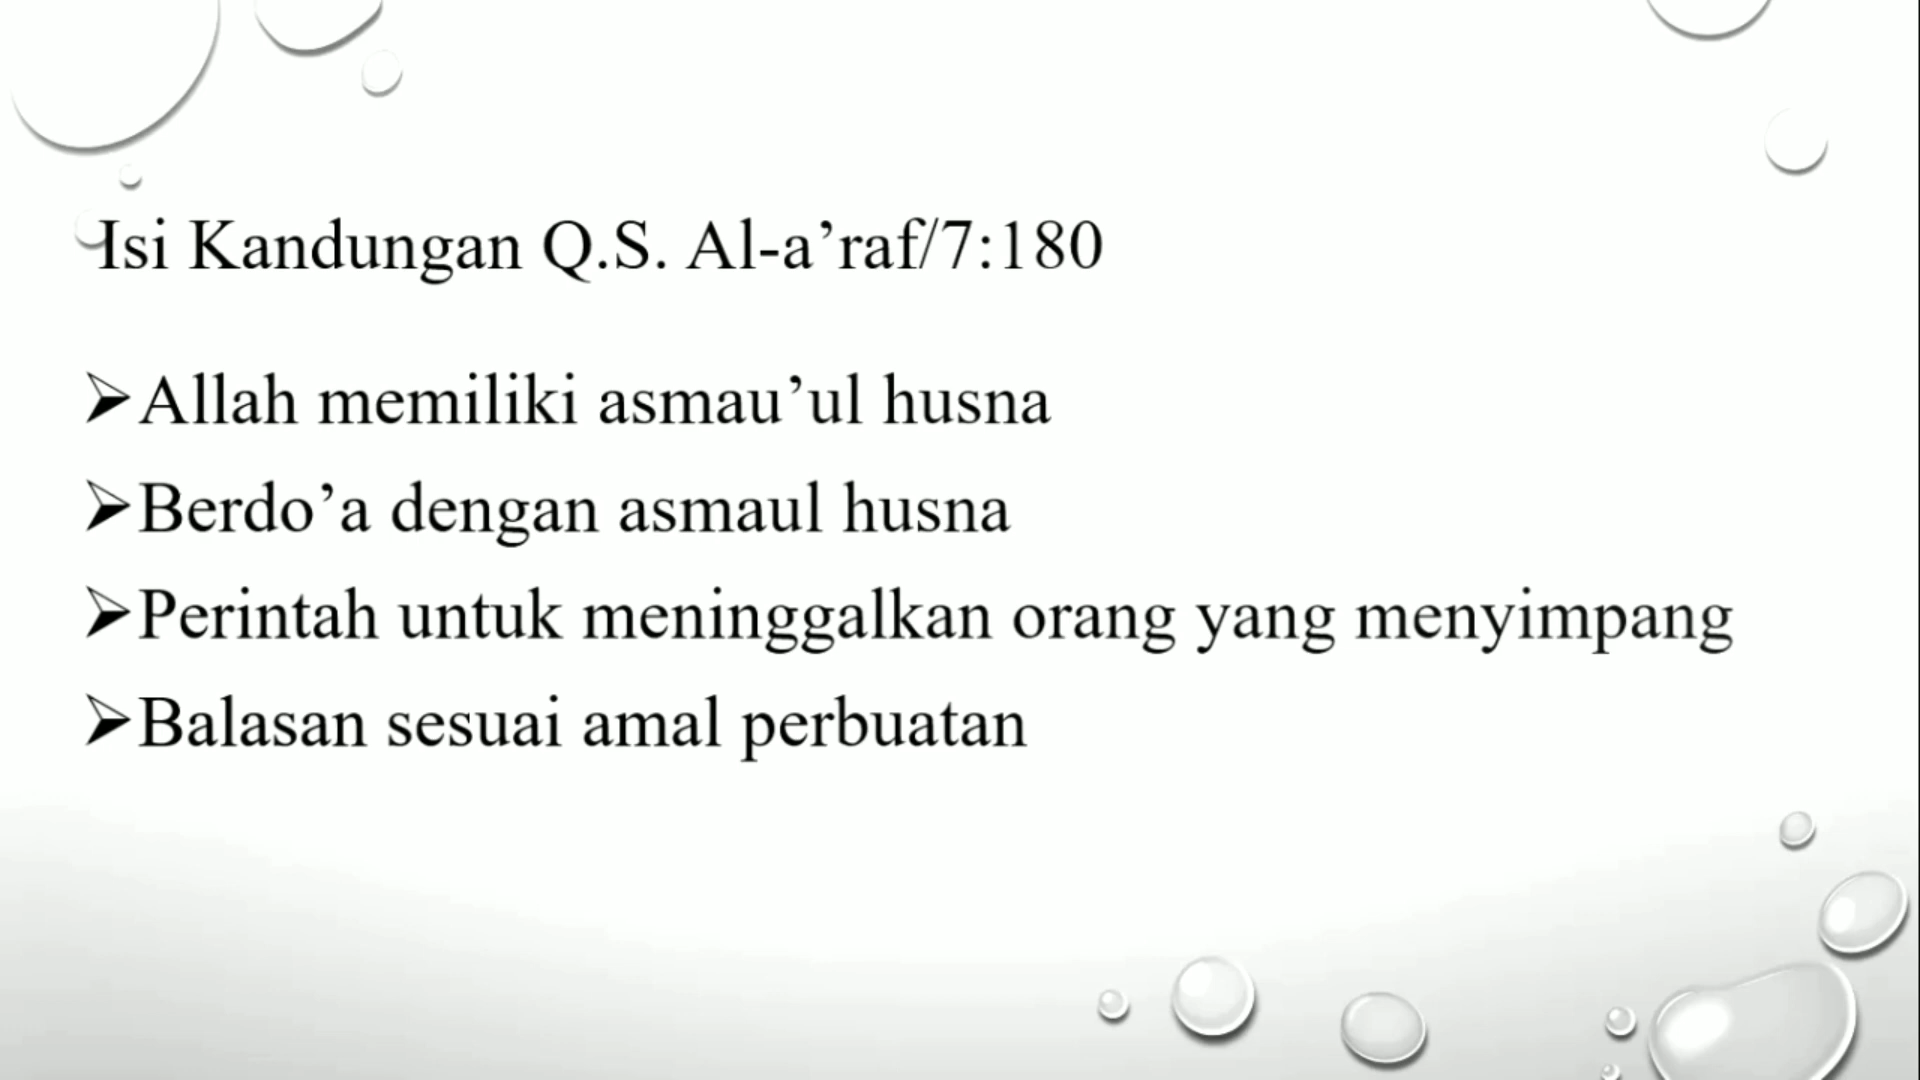 Isi Kandungan Q.S. Al-a’raf/7:180
➢Allah memiliki asmau’ul husna
➢Berdo’a dengan asmaul husna
➢Perintah untuk meninggalkan orang yang menyimpang
➢Balasan sesuai amal perbuatan